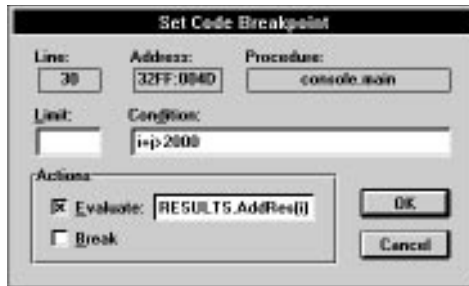 Set Code Breakpoint
Line: Address: Procedure:
30 32FF:004D console.main
Limit: Condition:
i+j>2000
Actions
Evaluate: RESULTS.AddRes(i)
Break
OK
Cancel